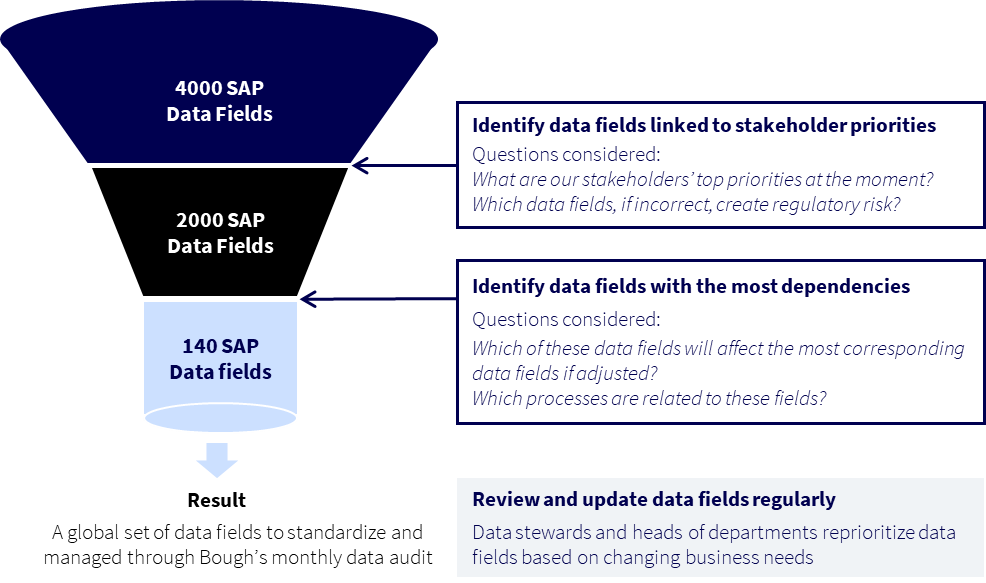 4000 SAP
Data Fields
Identify data fields linked to stakeholder priorities
Questions considered:
What are our stakeholders’ top priorities at the moment?
Which data fields, if incorrect, create regulatory risk?
2000 SAP
Data Fields
Identify data fields with the most dependencies
Questions considered:
Which of these data fields will affect the most corresponding
data fields if adjusted?
Which processes are related to these fields?
140 SAP
Data fields
Result
A global set of data fields to standardize and
managed through Bough’s monthly data audit
Review and update data fields regularly
Data stewards and heads of departments reprioritize data
fields based on changing business needs